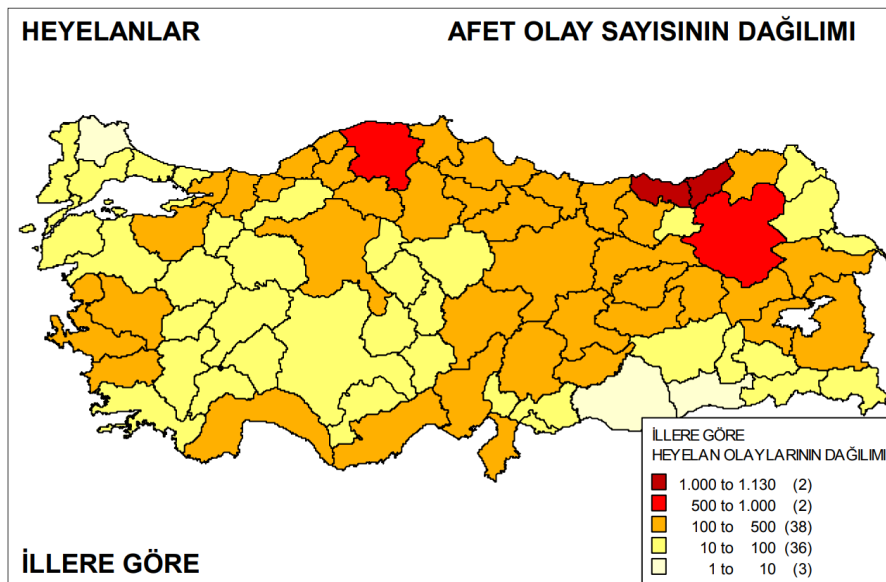 HEYELANLAR
AFET OLAY SAYISININ DAĞILIMI
İLLERE GÖRE
HEYELAN OLAYLARININ DAĞILIMI
1.000 to 1.130 (2)
500 to 1.000 (2)
100 to 500 (38)
10 to 100 (36)
1 to 10 (3)
İLLERE GÖRE